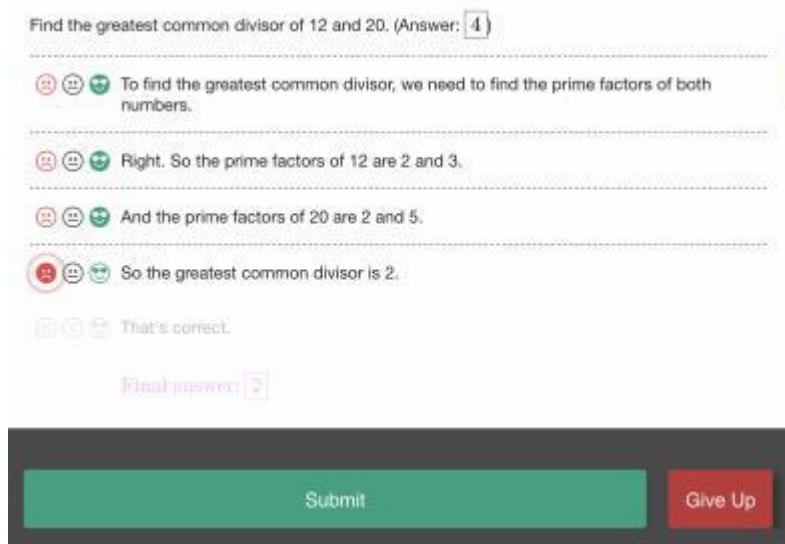 Find the greatest common divisor of 12 and 20. (Answer: 4)
To find the greatest common divisor, we need to find the prime factors of both
numbers.
Right. So the prime factors of 12 are 2 and 3.
And the prime factors of 20 are 2 and 5.
So the greatest common divisor is 2.
That's correct.
Final answer: 2
Submit
Give Up